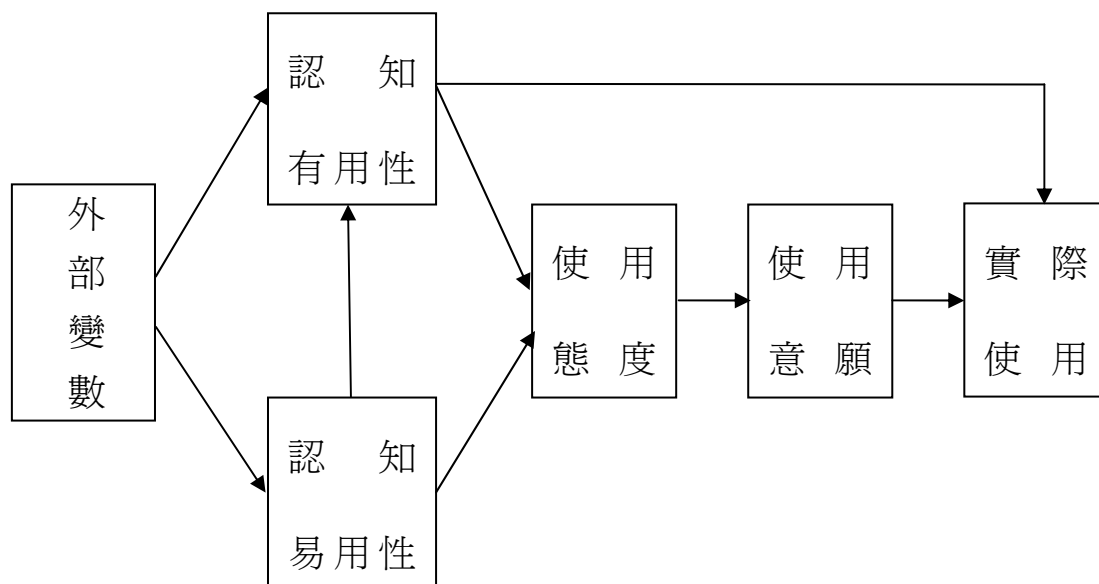 外
部
變
數
認 知
有用性
認 知
易用性
使 用
態 度
使 用
意 願
實 際
使 用